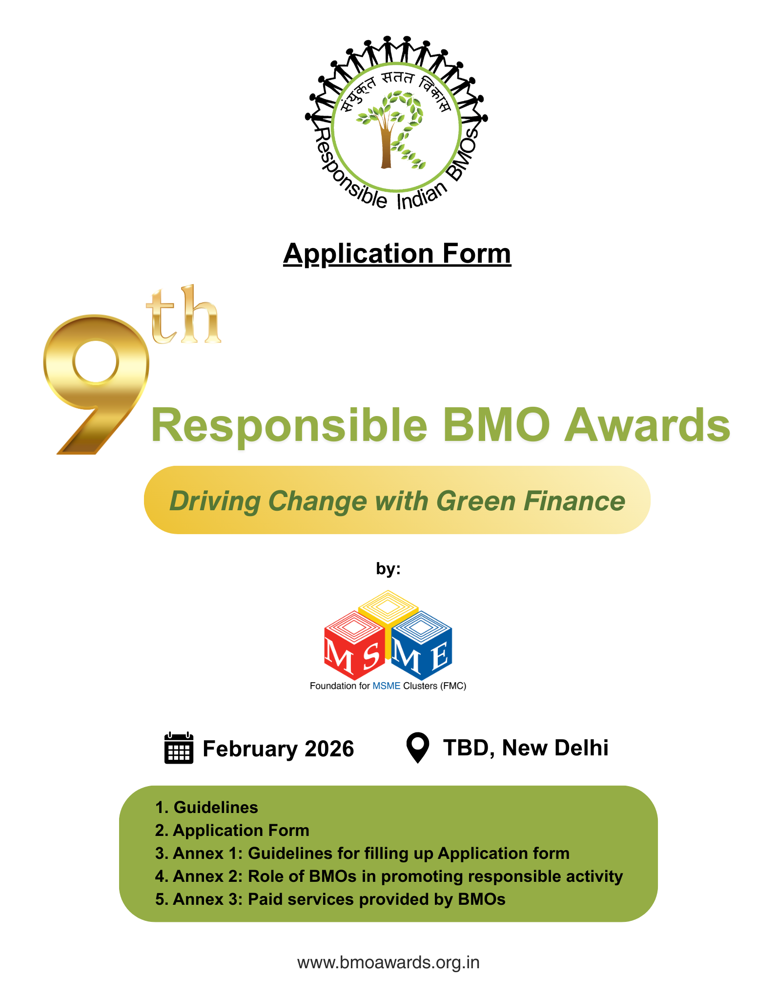 संयुक्त सतत विकास
Responsible Indian BMOs
Application Form
9th
Responsible BMO Awards
Driving Change with Green Finance
by:
MSME
Foundation for MSME Clusters (FMC)
February 2026
TBD, New Delhi
1. Guidelines
2. Application Form
3. Annex 1: Guidelines for filling up Application form
4. Annex 2: Role of BMOs in promoting responsible activity
5. Annex 3: Paid services provided by BMOs
www.bmoawards.org.in